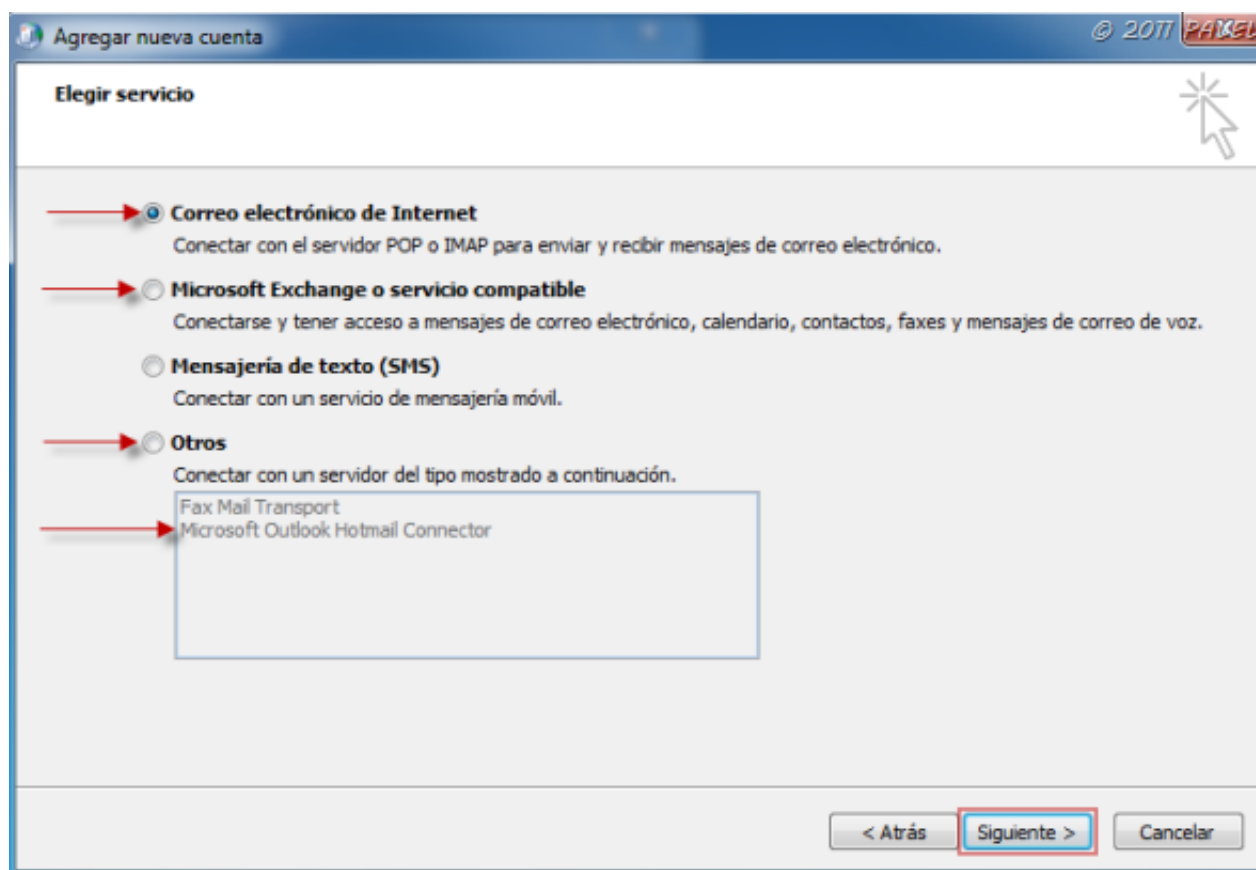 Agregar nueva cuenta
© 2011 PAXEL
Elegir servicio
Correo electrónico de Internet
Conectar con el servidor POP o IMAP para enviar y recibir mensajes de correo electrónico.
Microsoft Exchange o servicio compatible
Conectarse y tener acceso a mensajes de correo electrónico, calendario, contactos, faxes y mensajes de correo de voz.
Mensajería de texto (SMS)
Conectar con un servicio de mensajería móvil.
Otros
Conectar con un servidor del tipo mostrado a continuación.
Fax Mail Transport
Microsoft Outlook Hotmail Connector
< Atrás
Siguiente >
Cancelar